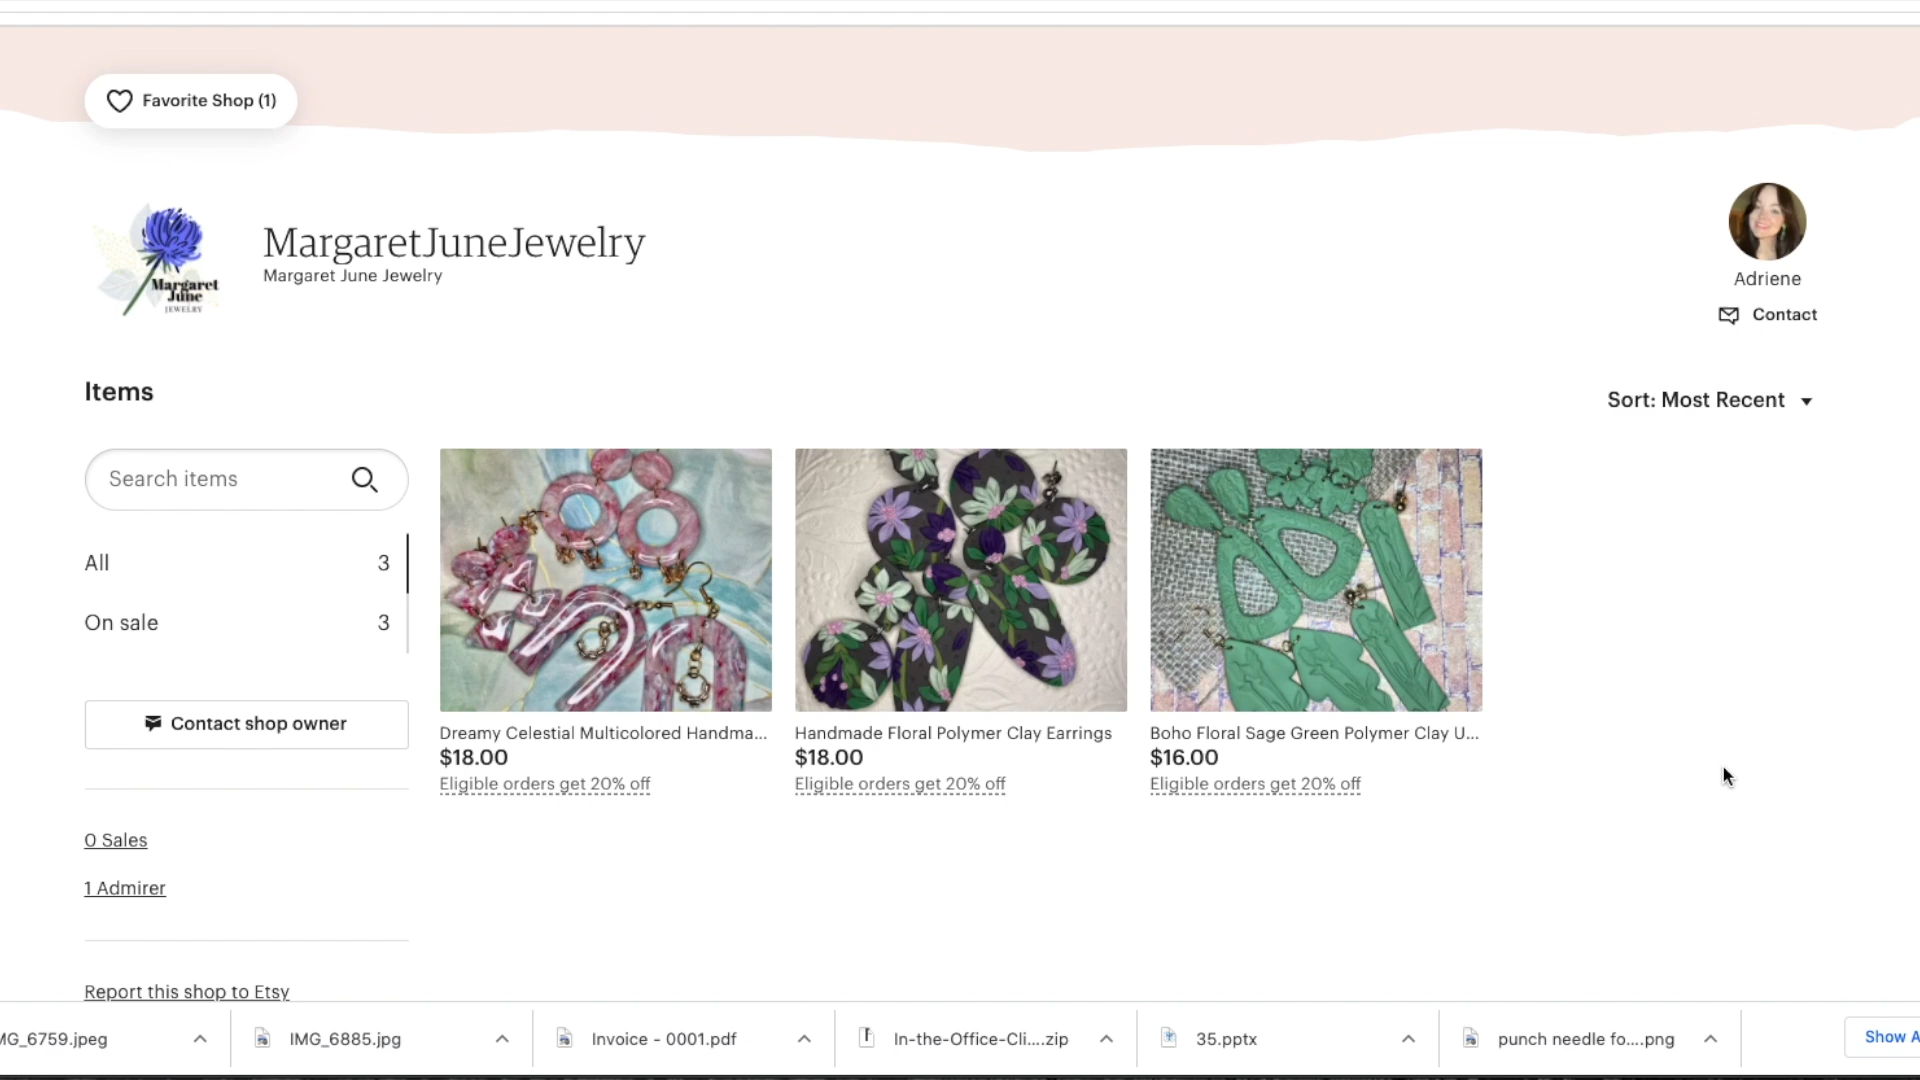 Favorite Shop (1)
Margaret
June
JEWELRY
MargaretJuneJewelry
Margaret June Jewelry
Adriene
Contact
Items
Sort: Most Recent
Search items
All 3
On sale 3
Contact shop owner
Dreamy Celestial Multicolored Handma...
$18.00
Eligible orders get 20% off
Handmade Floral Polymer Clay Earrings
$18.00
Eligible orders get 20% off
Boho Floral Sage Green Polymer Clay U...
$16.00
Eligible orders get 20% off
0 Sales
1 Admirer
Report this shop to Etsy
MG_6759.jpeg
IMG_6885.jpg
Invoice - 0001.pdf
In-the-Office-Cli....zip
35.pptx
punch needle fo....png
Show A